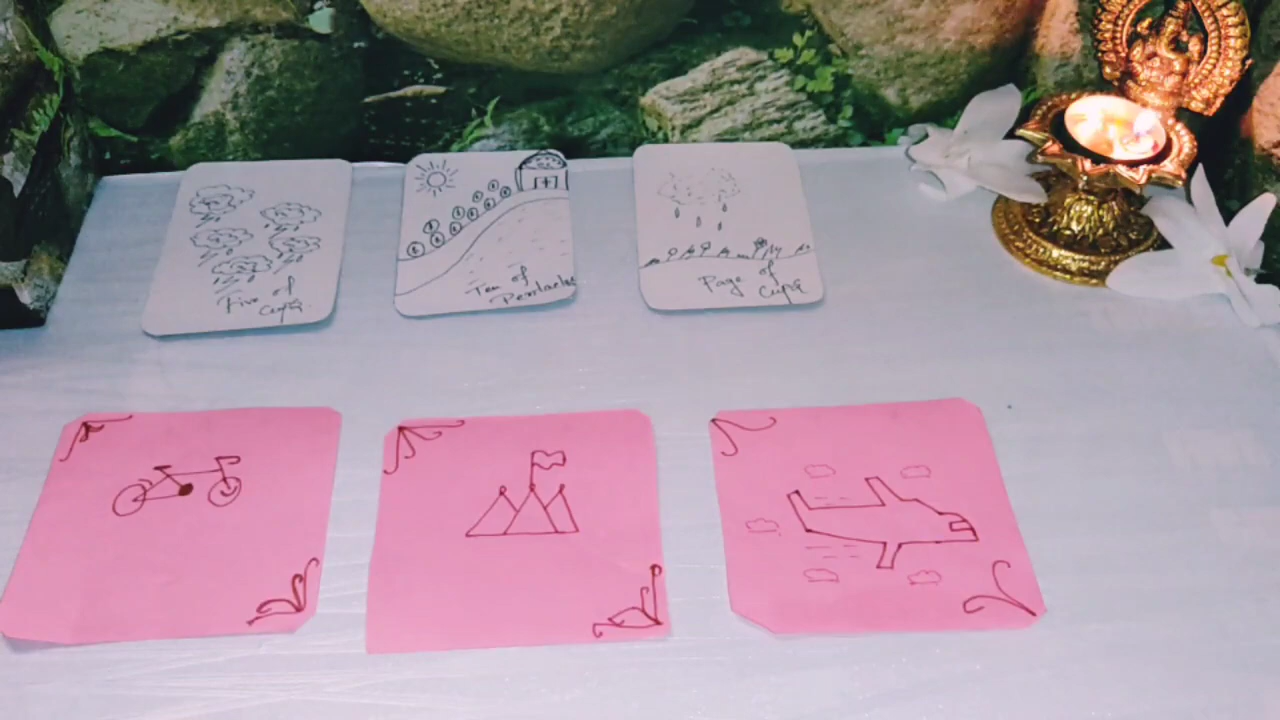 Five of
Cups
Ten of
Pentacles
Page of
Cups